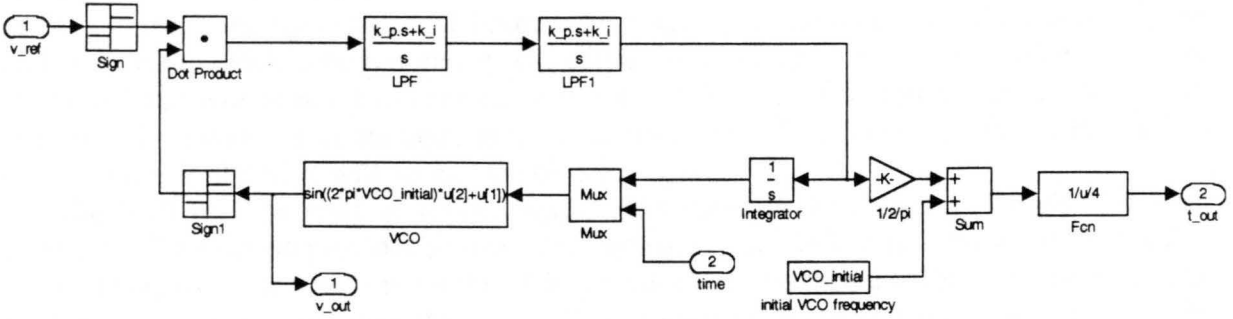 1
v_ref
Sign
Dot Product
k_p.s+k_i
s
LPF
k_p.s+k_i
s
LPF1
Sign1
sin((2*pi*VCO_initial)*u[2]+u[1])
VCO
Mux
Mux
1
s
Integrator
-K-
1/2/pi
+
+
Sum
1/u/4
Fcn
2
t_out
1
v_out
2
time
VCO_initial
initial VCO frequency